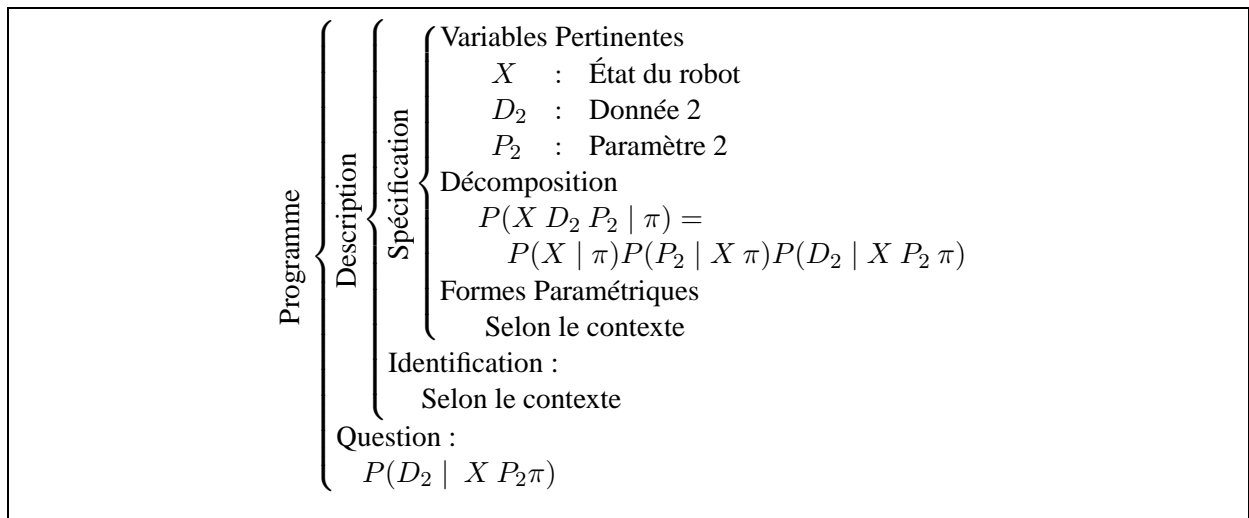 Programme
Description
Spécification
Variables Pertinentes
X : État du robot
D₂ : Donnée 2
P₂ : Paramètre 2
Décomposition
P(X D₂ P₂ | π) =
P(X | π)P(P₂ | X π)P(D₂ | X P₂ π)
Formes Paramétriques
Selon le contexte
Identification :
Selon le contexte
Question :
P(D₂ | X P₂π)